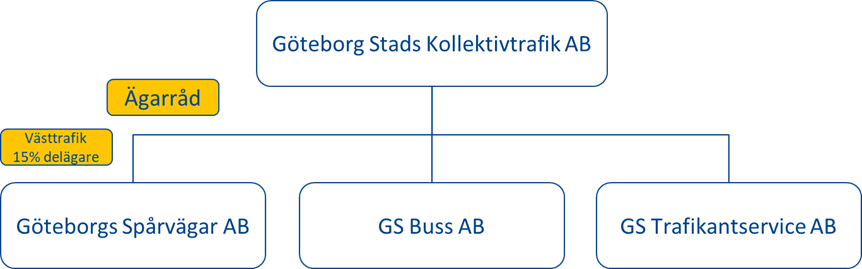 Göteborg Stads Kollektivtrafik AB
Ägarråd
Västtrafik
15% delägare
Göteborgs Spårvägar AB
GS Buss AB
GS Trafikantservice AB